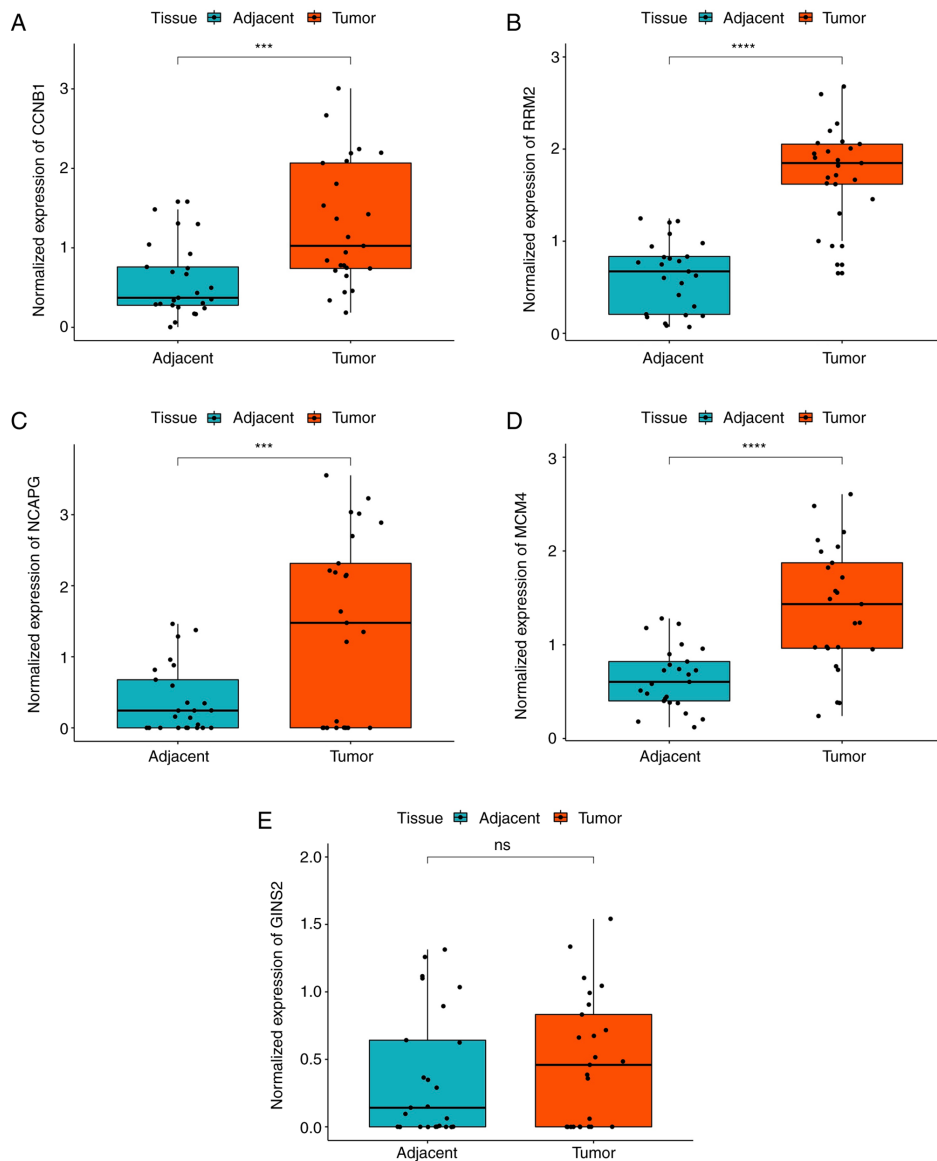 A
Tissue Adjacent Tumor
***
Normalized expression of CCNB1
3
2
1
0
Adjacent Tumor
B
Tissue Adjacent Tumor
****
Normalized expression of RRM2
3
2
1
0
Adjacent Tumor
C
Tissue Adjacent Tumor
***
Normalized expression of NCAPG
3
2
1
0
Adjacent Tumor
D
Tissue Adjacent Tumor
****
Normalized expression of MCM4
3
2
1
0
Adjacent Tumor
E
Tissue Adjacent Tumor
ns
Normalized expression of GINS2
2.0
1.5
1.0
0.5
0.0
Adjacent Tumor